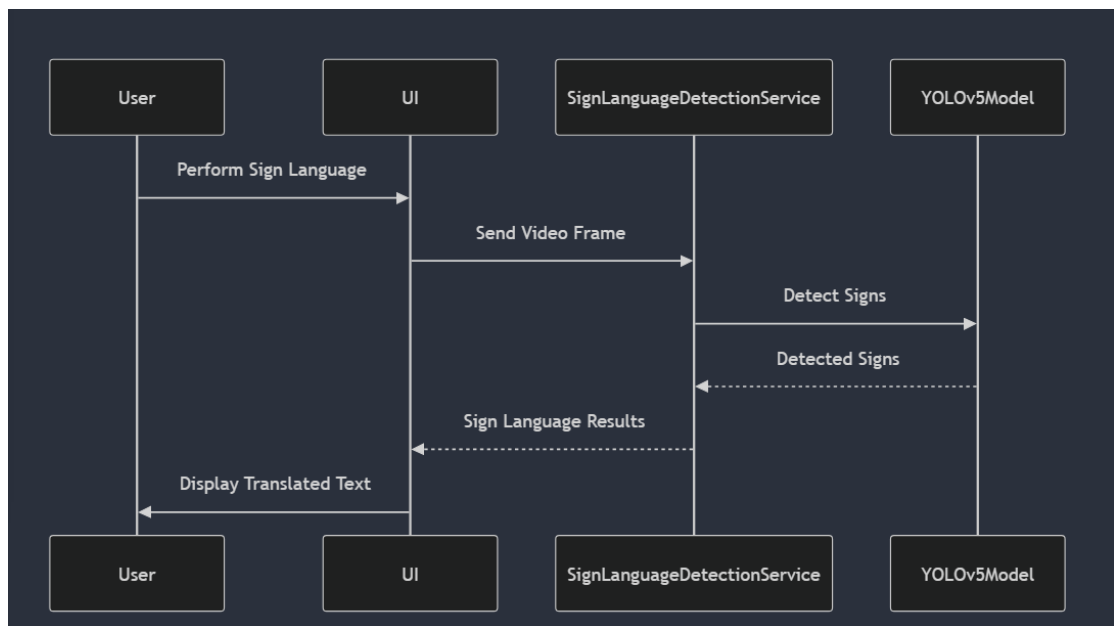 User
UI
SignLanguageDetectionService
YOLOv5Model
Perform Sign Language
Send Video Frame
Detect Signs
Detected Signs
Sign Language Results
Display Translated Text
User
UI
SignLanguageDetectionService
YOLOv5Model